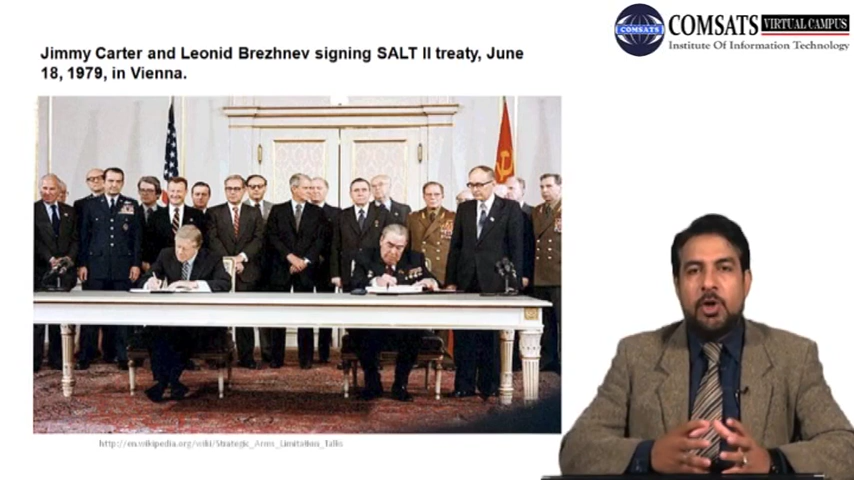 COMSATS VIRTUAL CAMPUS
COMSATS
Institute Of Information Technology
Jimmy Carter and Leonid Brezhnev signing SALT II treaty, June
18, 1979, in Vienna.
http://en.wikipedia.org/wiki/Strategic_Arms_Limitation_Talks